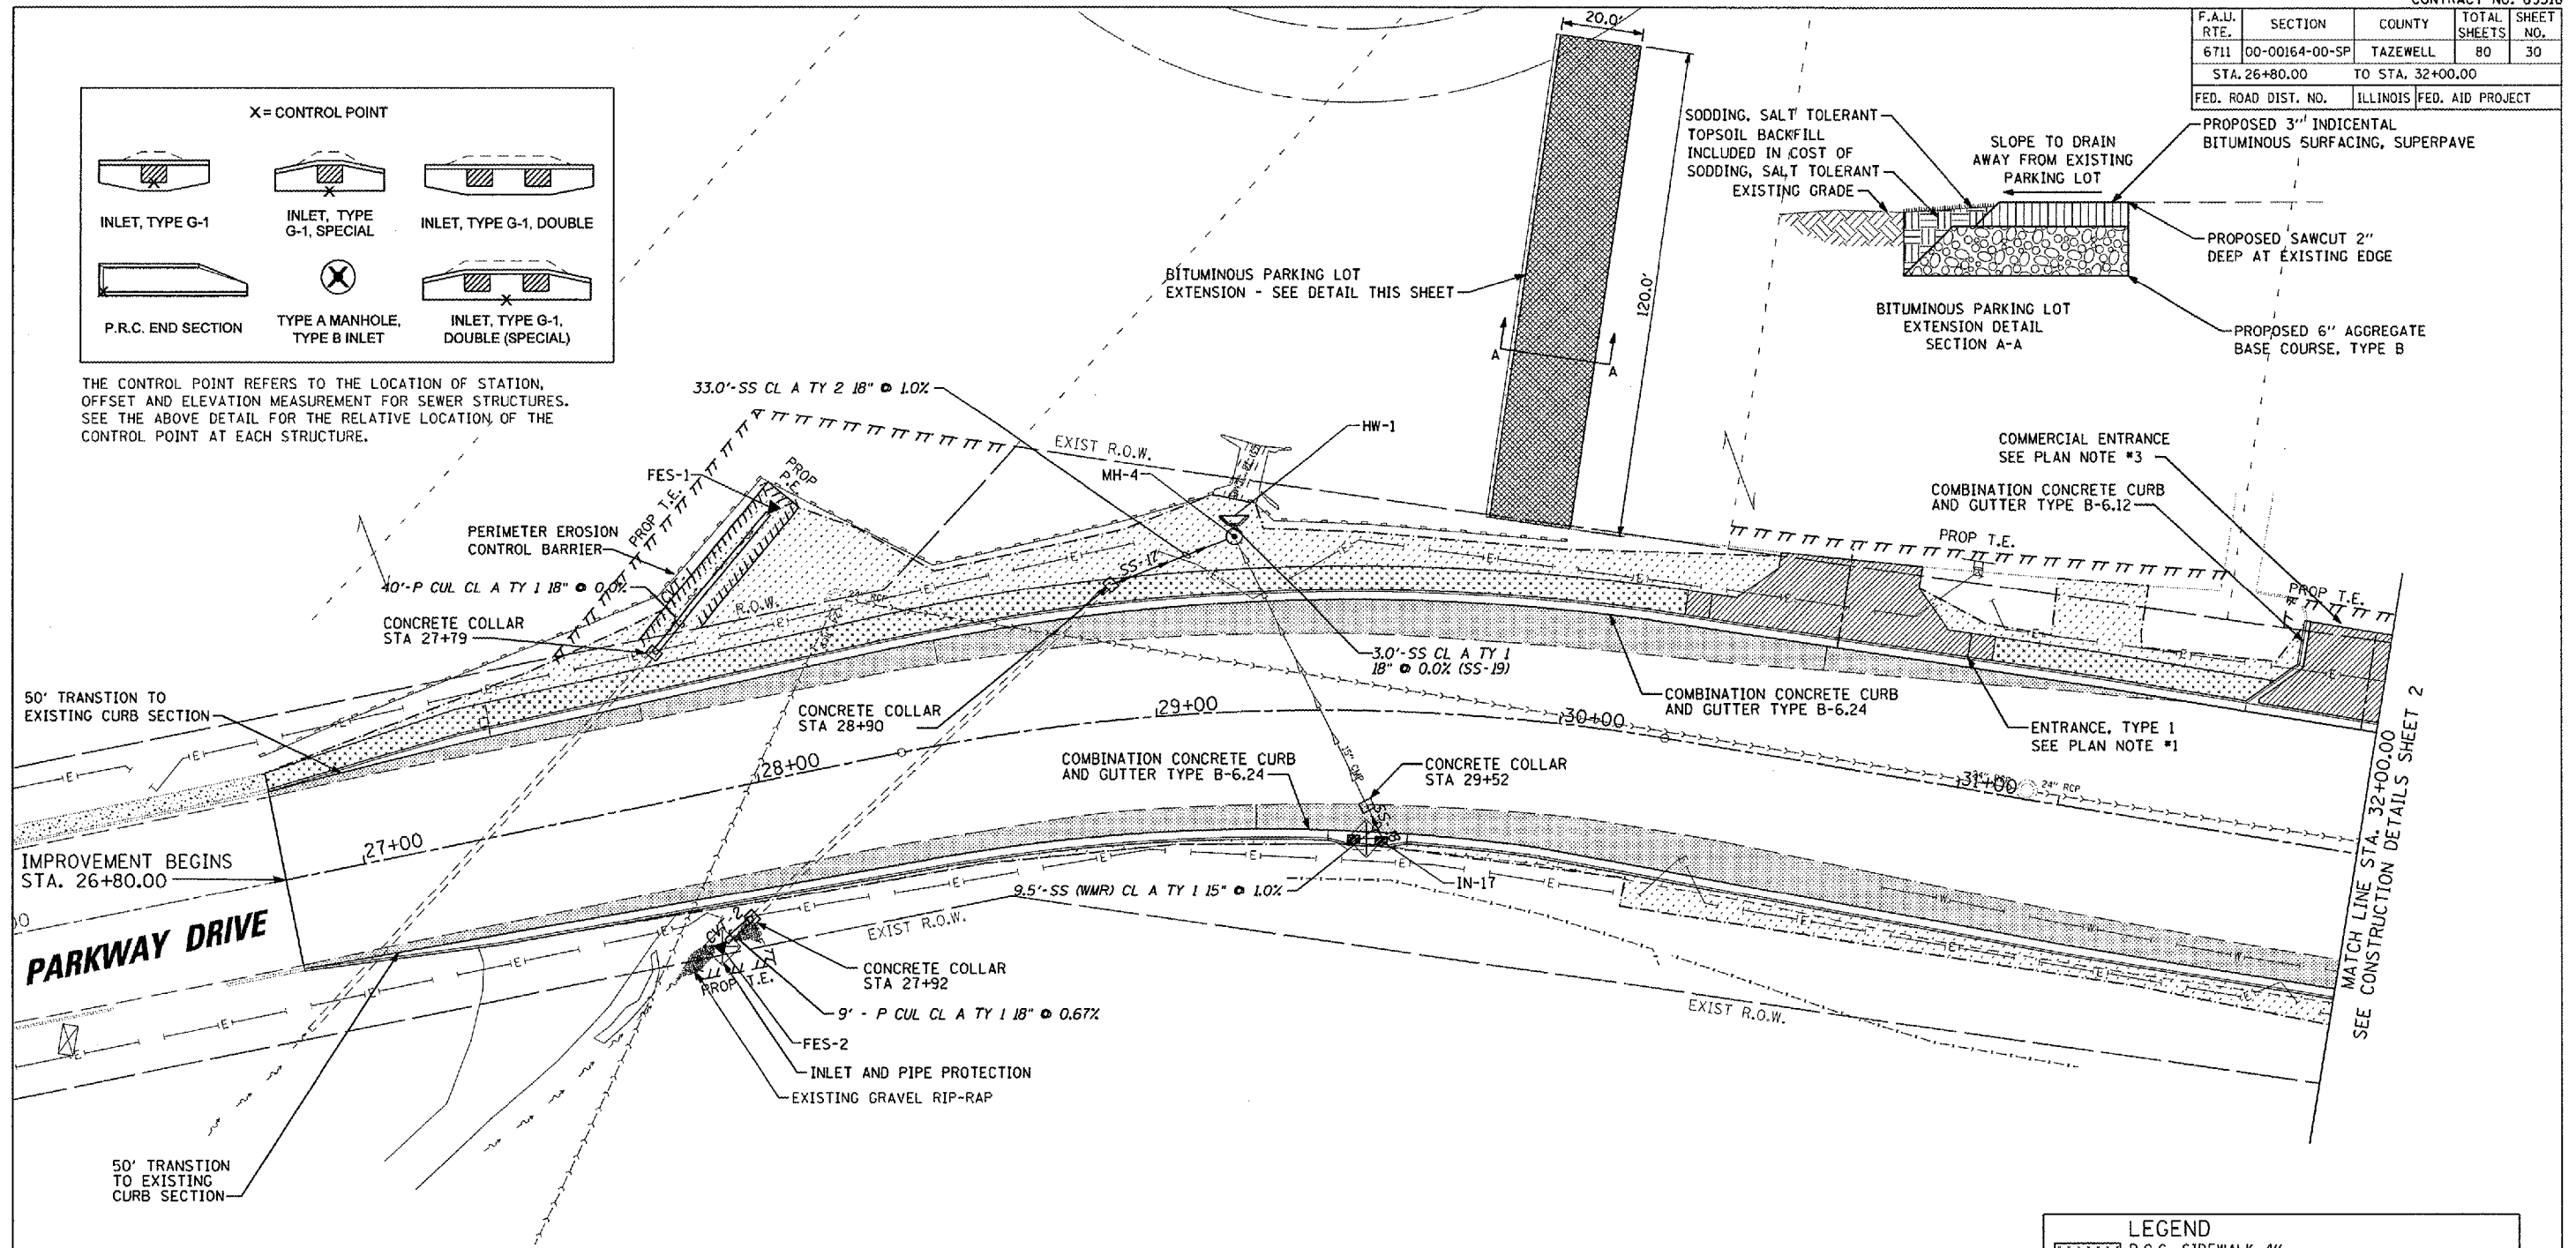 F.A.U. RTE.
SECTION
COUNTY
TOTAL SHEETS
SHEET NO.
6711
00-00164-00-SP
TAZEWELL
80
30
STA. 26+80.00 TO STA. 32+00.00
FED. ROAD DIST. NO.
ILLINOIS
FED. AID PROJECT
X = CONTROL POINT
INLET, TYPE G-1
INLET, TYPE
G-1, SPECIAL
INLET, TYPE G-1, DOUBLE
P.R.C. END SECTION
TYPE A MANHOLE,
TYPE B INLET
INLET, TYPE G-1,
DOUBLE (SPECIAL)
THE CONTROL POINT REFERS TO THE LOCATION OF STATION,
OFFSET AND ELEVATION MEASUREMENT FOR SEWER STRUCTURES.
SEE THE ABOVE DETAIL FOR THE RELATIVE LOCATION OF THE
CONTROL POINT AT EACH STRUCTURE.
20.0'
120.0'
BITUMINOUS PARKING LOT
EXTENSION - SEE DETAIL THIS SHEET
A
A
SODDING, SALT TOLERANT
TOPSOIL BACKFILL
INCLUDED IN COST OF
SODDING, SALT TOLERANT
EXISTING GRADE
SLOPE TO DRAIN
AWAY FROM EXISTING
PARKING LOT
PROPOSED 3" INDICENTAL
BITUMINOUS SURFACING, SUPERPAVE
PROPOSED SAWCUT 2"
DEEP AT EXISTING EDGE
PROPOSED 6" AGGREGATE
BASE COURSE, TYPE B
BITUMINOUS PARKING LOT
EXTENSION DETAIL
SECTION A-A
33.0'-SS CL A TY 2 18" @ 1.0%
EXIST R.O.W.
HW-1
MH-4
FES-1
PROP P.E.
PROP T.E.
PERIMETER EROSION
CONTROL BARRIER
40'-P CUL CL A TY 1 18" @ 0.0%
CONCRETE COLLAR
STA 27+79
R.O.W.
SS-17
COMMERCIAL ENTRANCE
SEE PLAN NOTE #3
COMBINATION CONCRETE CURB
AND GUTTER TYPE B-6.12
PROP T.E.
PROP T.E.
50' TRANSTION TO
EXISTING CURB SECTION
CONCRETE COLLAR
STA 28+90
3.0'-SS CL A TY 1
18" @ 0.0% (SS-19)
COMBINATION CONCRETE CURB
AND GUTTER TYPE B-6.24
ENTRANCE, TYPE 1
SEE PLAN NOTE #1
27+00
28+00
29+00
30+00
31+00
24" RCP
15" CMP
COMBINATION CONCRETE CURB
AND GUTTER TYPE B-6.24
CONCRETE COLLAR
STA 29+52
SS-18
IN-17
9.5'-SS (WMR) CL A TY 1 15" @ 1.0%
IMPROVEMENT BEGINS
STA. 26+80.00
PARKWAY DRIVE
EXIST R.O.W.
PROP T.E.
CONCRETE COLLAR
STA 27+92
9' - P CUL CL A TY 1 18" @ 0.67%
FES-2
INLET AND PIPE PROTECTION
EXISTING GRAVEL RIP-RAP
50' TRANSTION
TO EXISTING
CURB SECTION
EXIST R.O.W.
MATCH LINE STA. 32+00.00
SEE CONSTRUCTION DETAILS SHEET 2
LEGEND